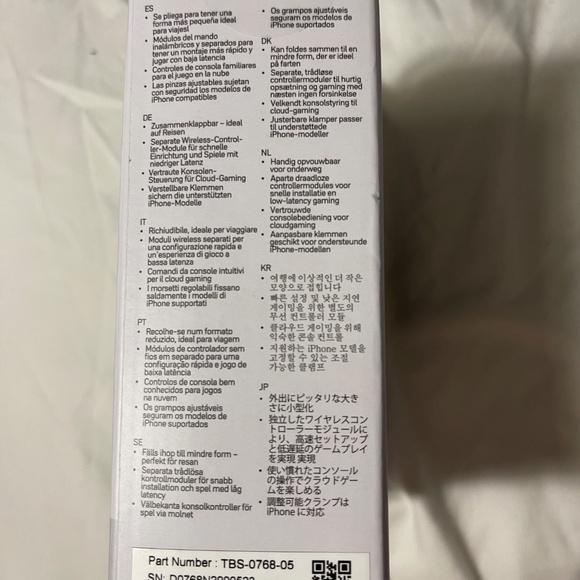 ES
• Se pliega para tener una
forma más pequeña ideal
para viajes!
• Módulos del mando
inalámbricos y separados para
tener un montaje más rápido y
jugar con baja latencia
• Controles de consola familiares
para el juego en la nube
• Las pinzas ajustables sujetan
con seguridad los modelos de
iPhone compatibles
DE
• Zusammenklappbar – ideal
auf Reisen
• Separate Wireless-Control-
ler-Module für schnelle
Einrichtung und Spiele mit
niedriger Latenz
• Vertraute Konsolen-
Steuerung für Cloud-Gaming
• Verstellbare Klemmen
sichern die unterstützten
iPhone-Modelle
IT
• Richiudibile, ideale per viaggiare
• Moduli wireless separati per
una configurazione rapida e
un'esperienza di gioco a
bassa latenza
• Comandi da console intuitivi
per il cloud gaming
• I morsetti regolabili fissano
saldamente i modelli di
iPhone supportati
PT
• Recolhe-se num formato
reduzido, ideal para viagem
• Módulos de controlador sem
fios em separado para uma
configuração rápida e jogo de
baixa latência
• Controlos de consola bem
conhecidos para jogos
na nuvem
• Os grampos ajustáveis
seguram os modelos de
iPhone suportados
SE
• Fälls ihop till mindre form –
perfekt för resan
• Separata trådlösa
kontrollmoduler för snabb
installation och spel med låg
latency
• Välbekanta konsolkontroller för
spel via molnet
• Os grampos ajustáveis
seguram os modelos de
iPhone suportados
DK
• Kan foldes sammen til en
mindre form, der er ideel
på farten
• Separate, trådløse
controllermoduler til hurtig
opsætning og gaming med
næsten ingen forsinkelse
• Velkendt konsolstyring til
cloud-gaming
• Justerbare klamper passer
til understøttede
iPhone-modeller
NL
• Handig opvouwbaar
voor onderweg
• Aparte draadloze
controllermodules voor
snelle installatie en
low-latency gaming
• Vertrouwde
consolebediening voor
cloudgaming
• Aanpasbare klemmen
geschikt voor ondersteunde
iPhone-modellen
KR
• 여행에 이상적인 더 작은
모양으로 접힙니다
• 빠른 설정 및 낮은 지연
게이밍을 위한 별도의
무선 컨트롤러 모듈
• 클라우드 게이밍을 위해
익숙한 콘솔 컨트롤
• 지원하는 iPhone 모델을
고정할 수 있는 조절
가능한 클램프
JP
• 外出にピッタリな大き
さに小型化
• 独立したワイヤレスコン
トローラーモジュールに
より、高速セットアップ
と低遅延のゲームプレイ
を実現 実現
• 使い慣れたコンソール
の操作でクラウドゲー
ムを楽しめる
• 調整可能クランプは
iPhone に対応
Part Number : TBS-0768-05